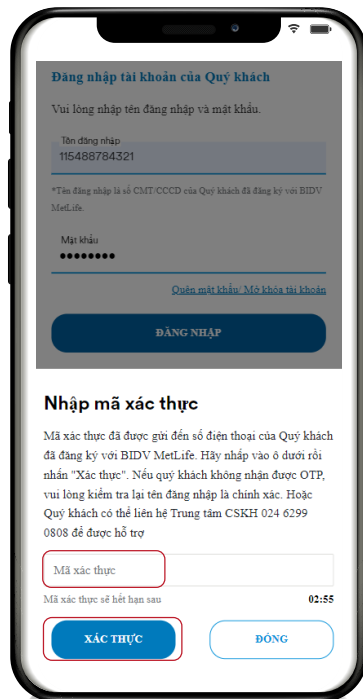 Đăng nhập tài khoản của Quý khách
Vui lòng nhập tên đăng nhập và mật khẩu.
Tên đăng nhập
115488784321
*Tên đăng nhập là số CMT/CCCD của Quý khách đã đăng ký với BIDV
MetLife.
Mật khẩu
●●●●●●●●
Quên mật khẩu/ Mở khóa tài khoản
ĐĂNG NHẬP
Nhập mã xác thực
Mã xác thực đã được gửi đến số điện thoại của Quý khách
đã đăng ký với BIDV MetLife. Hãy nhấp vào ô dưới rồi
nhấn "Xác thực". Nếu quý khách không nhận được OTP,
vui lòng kiểm tra lại tên đăng nhập là chính xác. Hoặc
Quý khách có thể liên hệ Trung tâm CSKH 024 6299
0808 để được hỗ trợ
Mã xác thực
Mã xác thực sẽ hết hạn sau 02:55
XÁC THỰC ĐÓNG